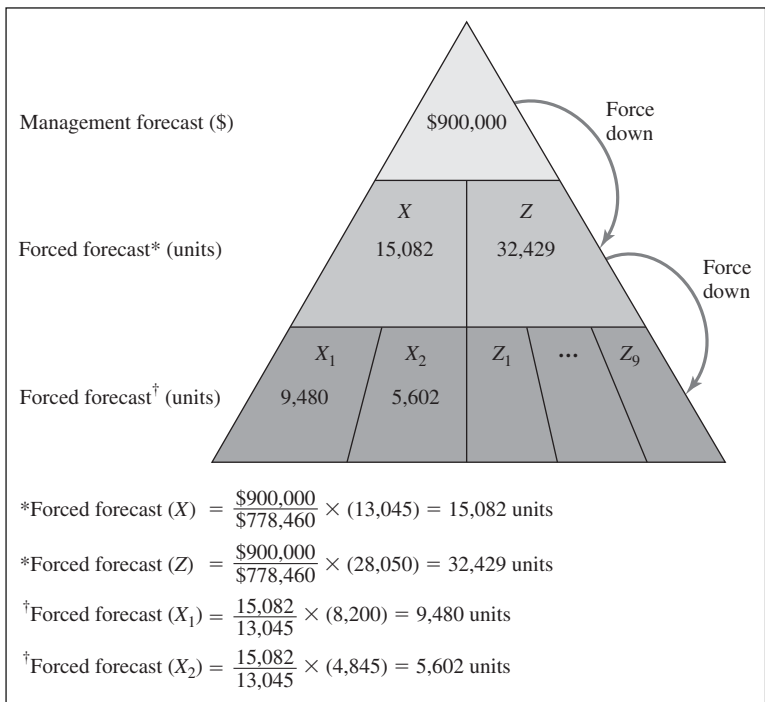 Management forecast ($)
$900,000
Force
down
X
Z
Forced forecast* (units)
15,082
32,429
Force
down
X₁
X₂
Z₁
...
Z₉
Forced forecast† (units)
9,480
5,602
*Forced forecast (X) = $900,000 / $778,460 × (13,045) = 15,082 units
*Forced forecast (Z) = $900,000 / $778,460 × (28,050) = 32,429 units
†Forced forecast (X₁) = 15,082 / 13,045 × (8,200) = 9,480 units
†Forced forecast (X₂) = 15,082 / 13,045 × (4,845) = 5,602 units